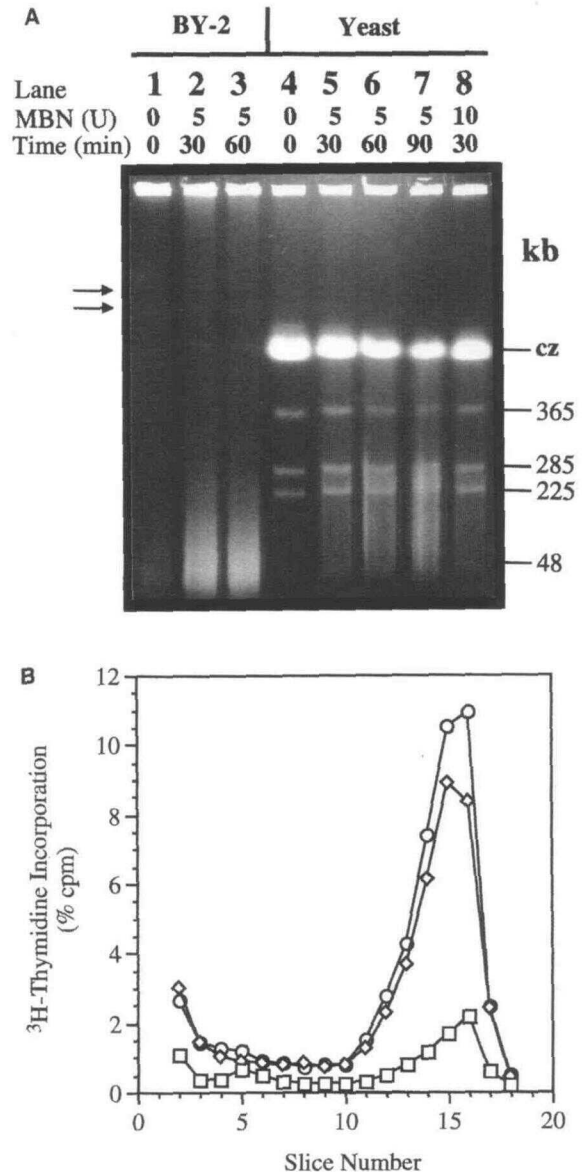 A
BY-2 Yeast
Lane 1 2 3 4 5 6 7 8
MBN (U) 0 5 5 0 5 5 5 10
Time (min) 0 30 60 0 30 60 90 30
kb
cz
365
285
225
48
B
12
10
8
6
4
2
0
³H-Thymidine Incorporation
(% cpm)
0 5 10 15 20
Slice Number